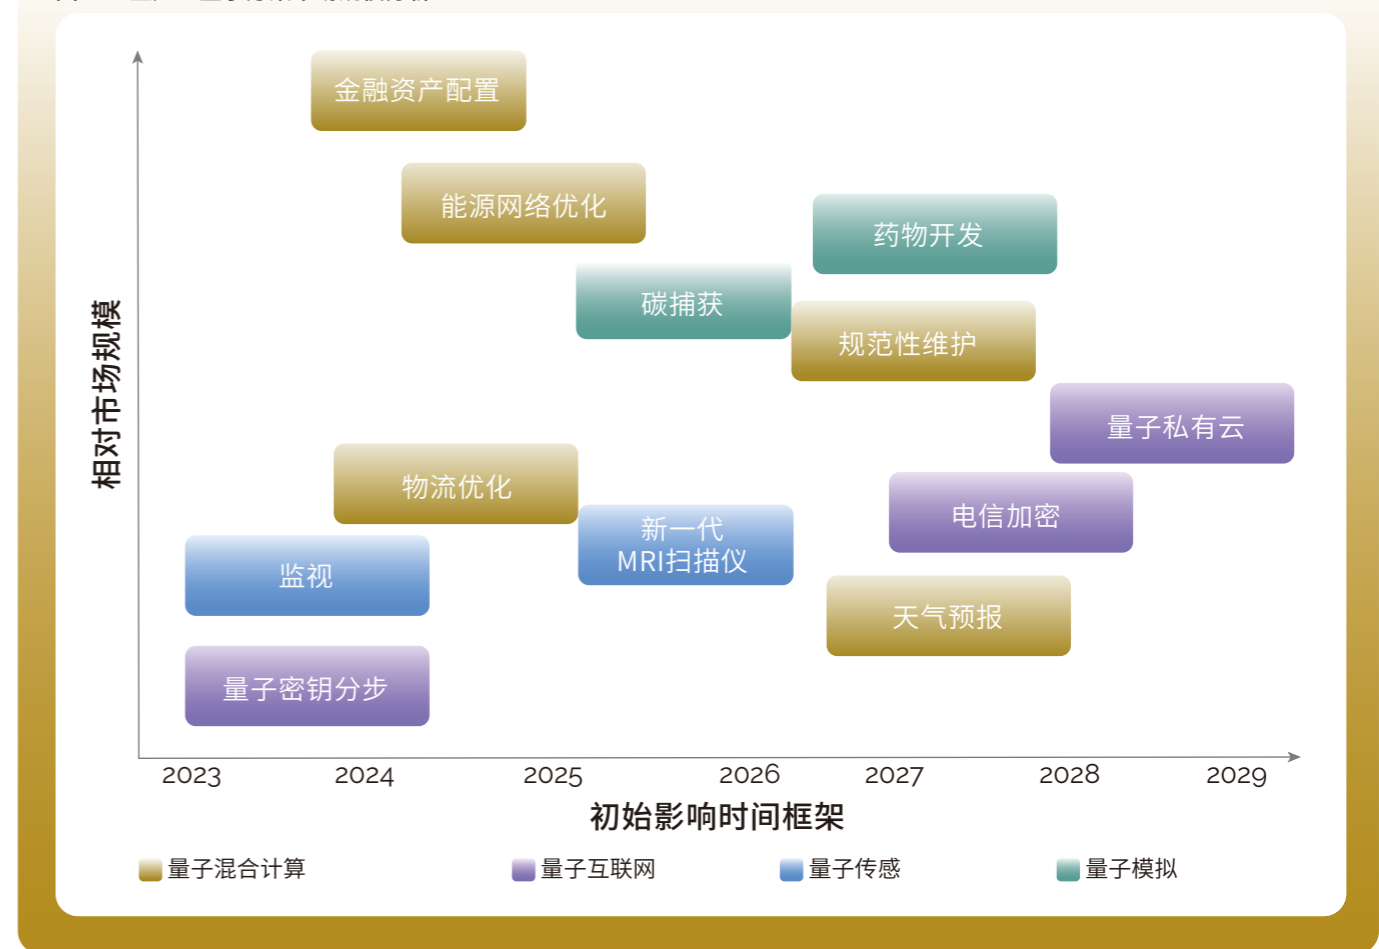 金融资产配置
能源网络优化
药物开发
碳捕获
规范性维护
量子私有云
物流优化
电信加密
新一代
MRI扫描仪
监视
天气预报
量子密钥分步
相对市场规模
2023 2024 2025 2026 2027 2028 2029
初始影响时间框架
量子混合计算 量子互联网 量子传感 量子模拟